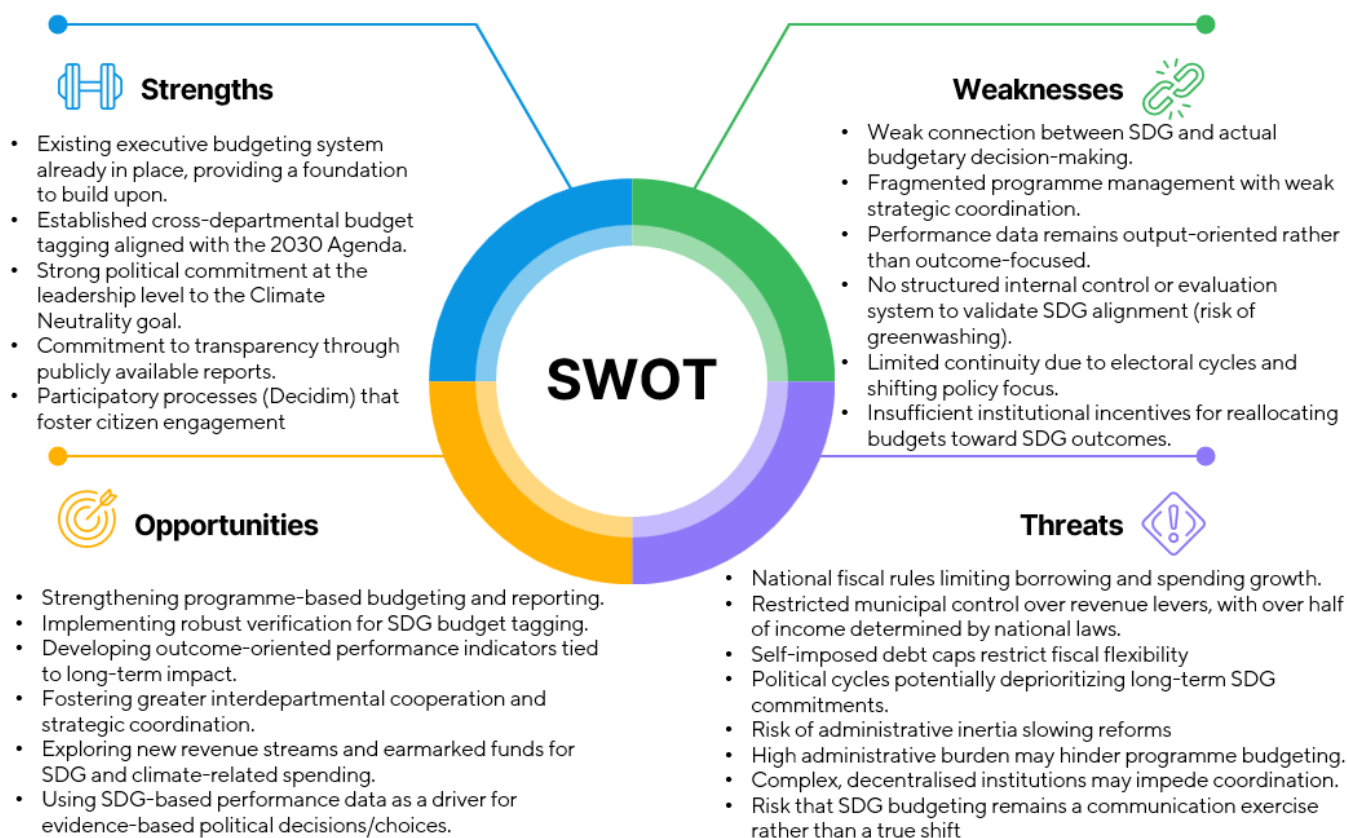 Strengths
• Existing executive budgeting system
already in place, providing a foundation
to build upon.
• Established cross-departmental budget
tagging aligned with the 2030 Agenda.
• Strong political commitment at the
leadership level to the Climate
Neutrality goal.
• Commitment to transparency through
publicly available reports.
• Participatory processes (Decidim) that
foster citizen engagement
Weaknesses
• Weak connection between SDG and actual
budgetary decision-making.
• Fragmented programme management with weak
strategic coordination.
• Performance data remains output-oriented rather
than outcome-focused.
• No structured internal control or evaluation
system to validate SDG alignment (risk of
greenwashing).
• Limited continuity due to electoral cycles and
shifting policy focus.
• Insufficient institutional incentives for reallocating
budgets toward SDG outcomes.
SWOT
Opportunities
• Strengthening programme-based budgeting and reporting.
• Implementing robust verification for SDG budget tagging.
• Developing outcome-oriented performance indicators tied
to long-term impact.
• Fostering greater interdepartmental cooperation and
strategic coordination.
• Exploring new revenue streams and earmarked funds for
SDG and climate-related spending.
• Using SDG-based performance data as a driver for
evidence-based political decisions/choices.
Threats
• National fiscal rules limiting borrowing and spending growth.
• Restricted municipal control over revenue levers, with over half
of income determined by national laws.
• Self-imposed debt caps restrict fiscal flexibility
• Political cycles potentially deprioritizing long-term SDG
commitments.
• Risk of administrative inertia slowing reforms
• High administrative burden may hinder programme budgeting.
• Complex, decentralised institutions may impede coordination.
• Risk that SDG budgeting remains a communication exercise
rather than a true shift